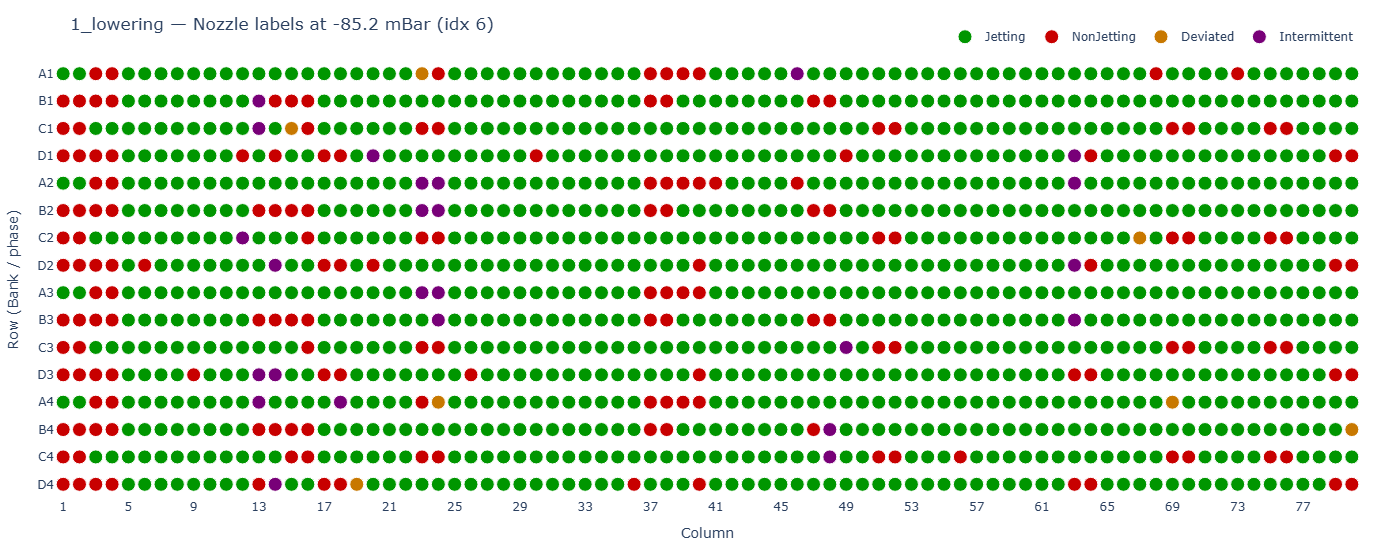 1_lowering — Nozzle labels at -85.2 mBar (idx 6)
Jetting NonJetting Deviated Intermittent
Row (Bank / phase)
A1
B1
C1
D1
A2
B2
C2
D2
A3
B3
C3
D3
A4
B4
C4
D4
1 5 9 13 17 21 25 29 33 37 41 45 49 53 57 61 65 69 73 77
Column